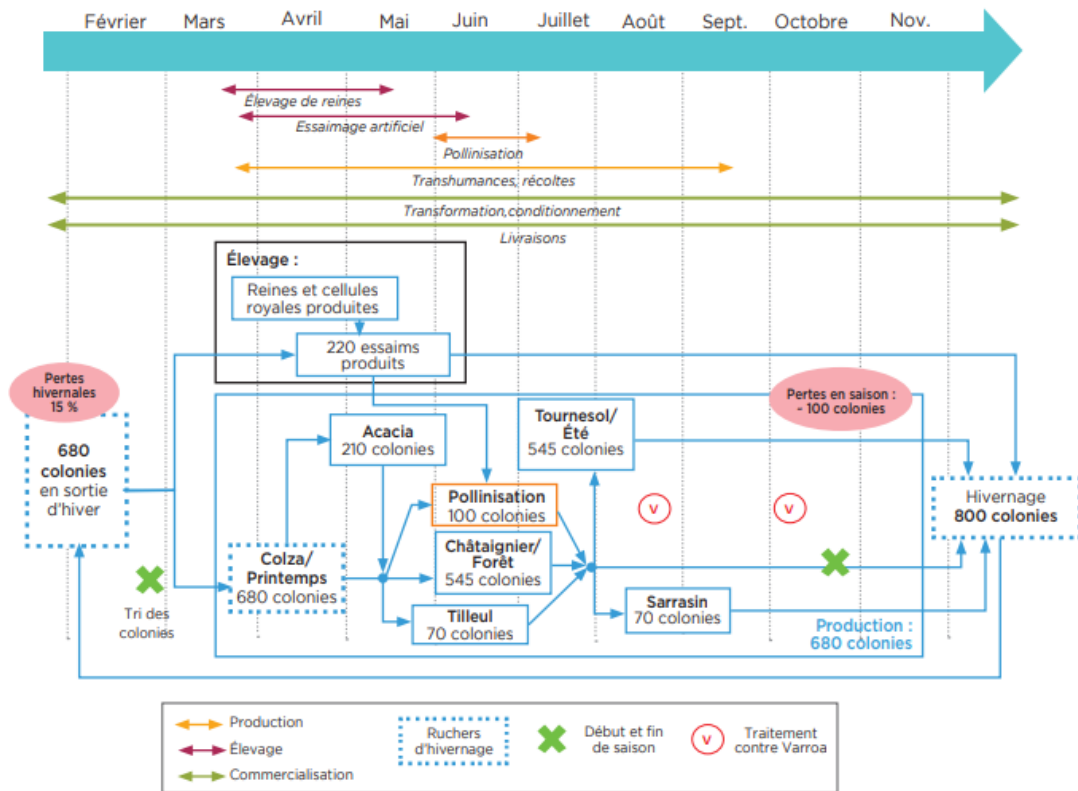 Février Mars Avril Mai Juin Juillet Août Sept. Octobre Nov.
Élevage de reines
Essaimage artificiel
Pollinisation
Transhumances, récoltes
Transformation,conditionnement
Livraisons
Élevage :
Reines et cellules
royales produites
220 essaims
produits
Pertes
hivernales
15 %
680
colonies
en sortie
d'hiver
Tri des
colonies
Colza/
Printemps
680 colonies
Acacia
210 colonies
Pollinisation
100 colonies
Châtaignier/
Forêt
545 colonies
Tilleul
70 colonies
Tournesol/
Été
545 colonies
Pertes en saison :
- 100 colonies
V
V
Sarrasin
70 colonies
Production :
680 colonies
Hivernage
800 colonies
Production
Élevage
Commercialisation
Ruchers
d'hivernage
Début et fin
de saison
V
Traitement
contre Varroa